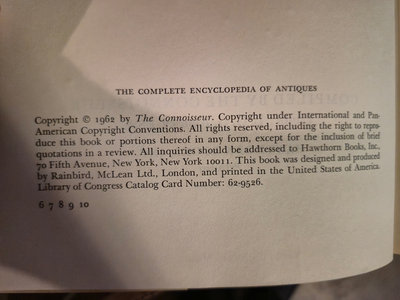 THE COMPLETE ENCYCLOPEDIA OF ANTIQUES
Copyright © 1962 by The Connoisseur. Copyright under International and Pan-
American Copyright Conventions. All rights reserved, including the right to repro-
duce this book or portions thereof in any form, except for the inclusion of brief
quotations in a review. All inquiries should be addressed to Hawthorn Books, Inc.,
70 Fifth Avenue, New York, New York 10011. This book was designed and produced
by Rainbird, McLean Ltd., London, and printed in the United States of America.
Library of Congress Catalog Card Number: 62-9526.
6 7 8 9 10